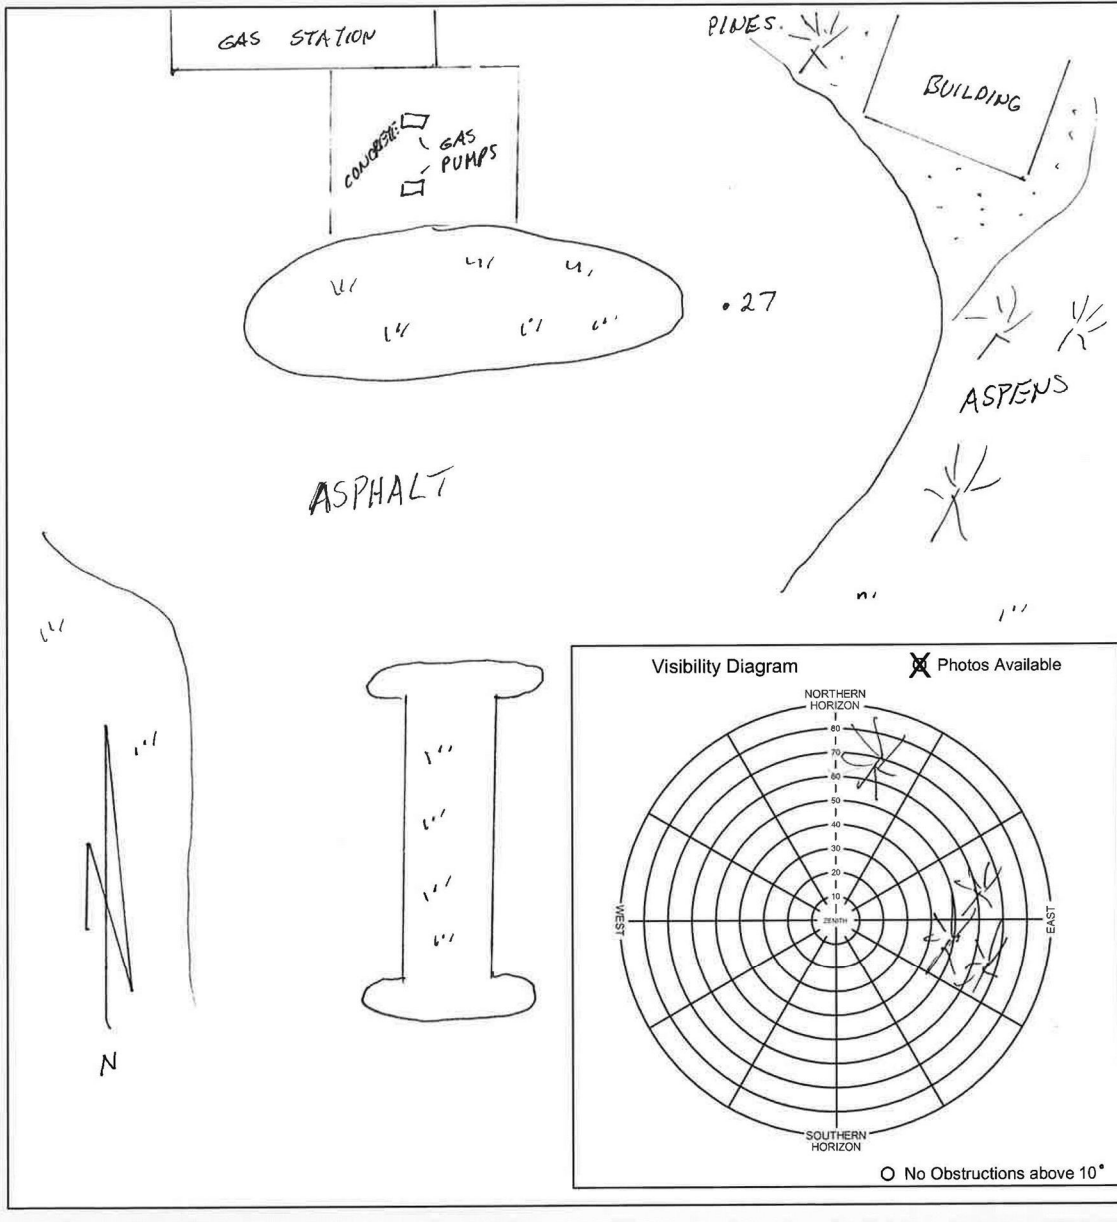 GAS STATION
PINES.
BUILDING
CONCRETE
GAS
PUMPS
27
ASPENS
ASPHALT
N
Visibility Diagram
Photos Available
NORTHERN
HORIZON
80
70
60
50
40
30
20
10
ZENITH
WEST
EAST
SOUTHERN
HORIZON
No Obstructions above 10°